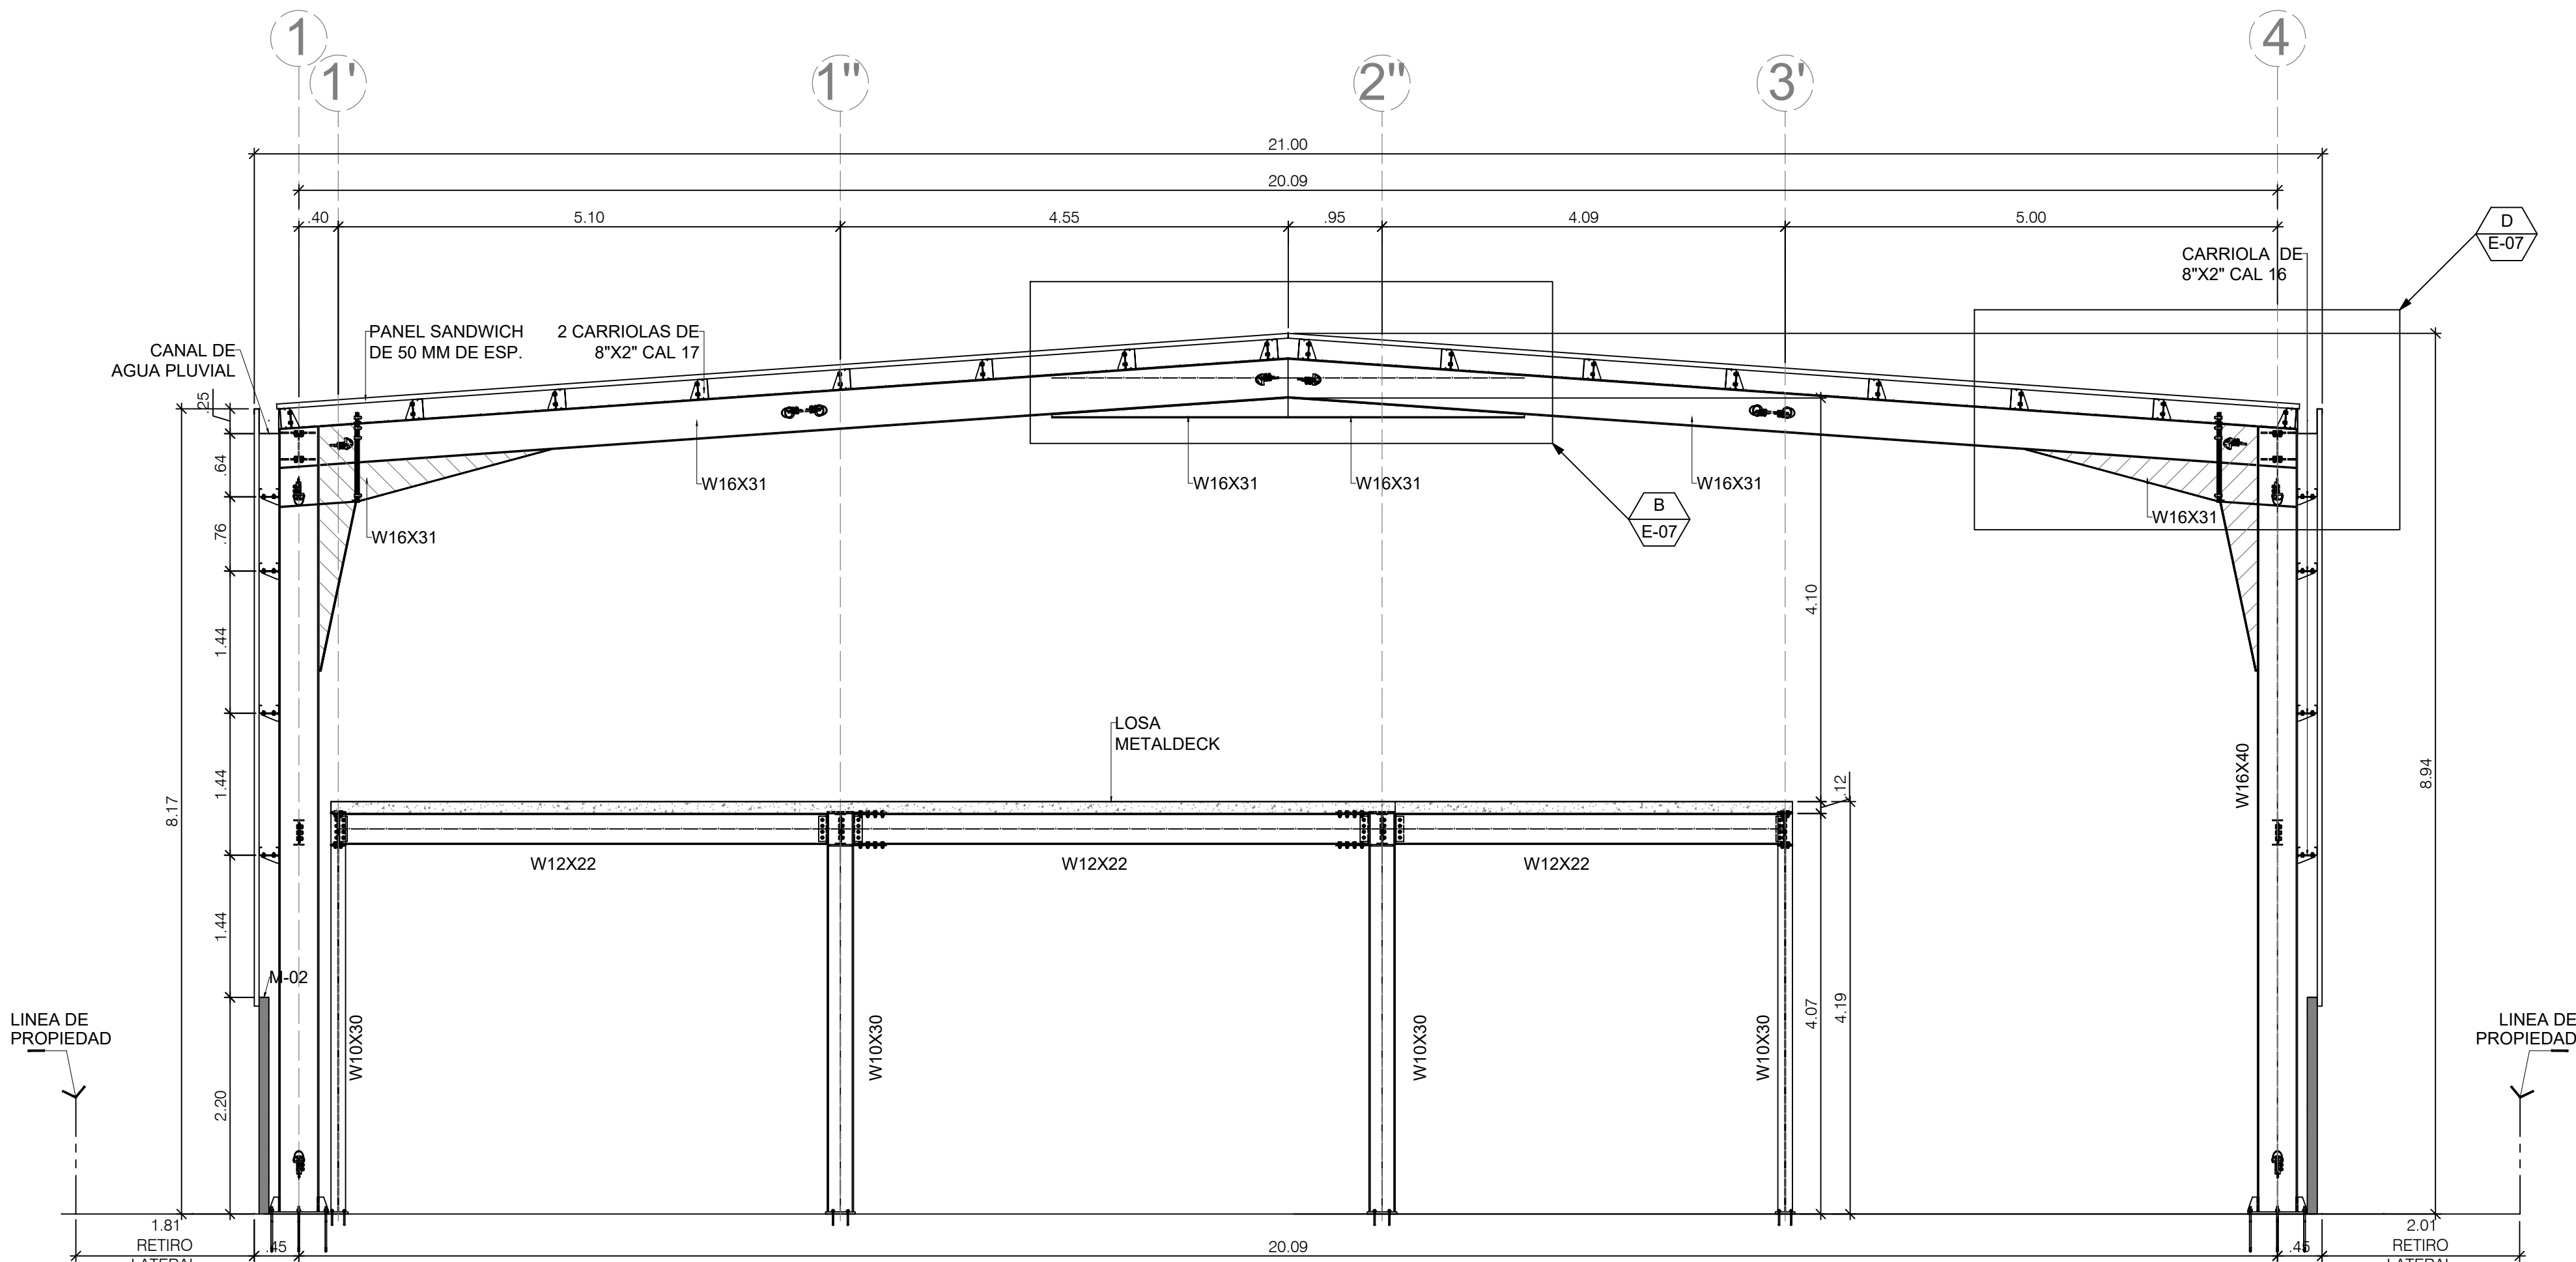 1
4
1'
1"
2"
3'
21.00
20.09
.40
5.10
4.55
.95
4.09
5.00
D
E-07
CARRIOLA DE
8"X2" CAL 16
PANEL SANDWICH
DE 50 MM DE ESP.
2 CARRIOLAS DE
8"X2" CAL 17
CANAL DE
AGUA PLUVIAL
.25
.64
.76
1.44
1.44
1.44
2.20
8.17
W16X31
W16X31
W16X31
W16X31
W16X31
W16X31
B
E-07
4.10
LOSA
METALDECK
.12
W16X40
8.94
W12X22
W12X22
W12X22
M-02
4.07
4.19
LINEA DE
PROPIEDAD
W10X30
W10X30
W10X30
W10X30
LINEA DE
PROPIEDAD
1.81
RETIRO
LATERAL
.45
20.09
.45
2.01
RETIRO
LATERAL